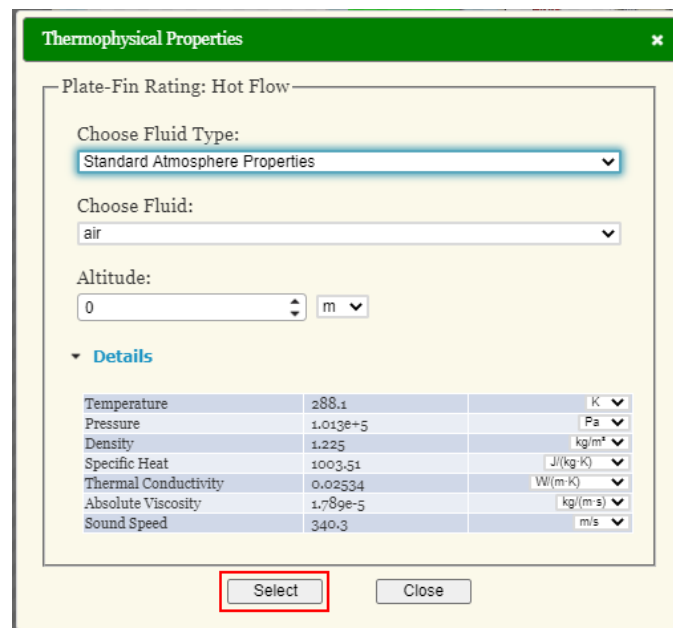 Thermophysical Properties ×
Plate-Fin Rating: Hot Flow
Choose Fluid Type:
Standard Atmosphere Properties
Choose Fluid:
air
Altitude:
0 m
Details
Temperature 288.1 K
Pressure 1.013e+5 Pa
Density 1.225 kg/m³
Specific Heat 1003.51 J/(kg·K)
Thermal Conductivity 0.02534 W/(m·K)
Absolute Viscosity 1.789e-5 kg/(m·s)
Sound Speed 340.3 m/s
Select Close